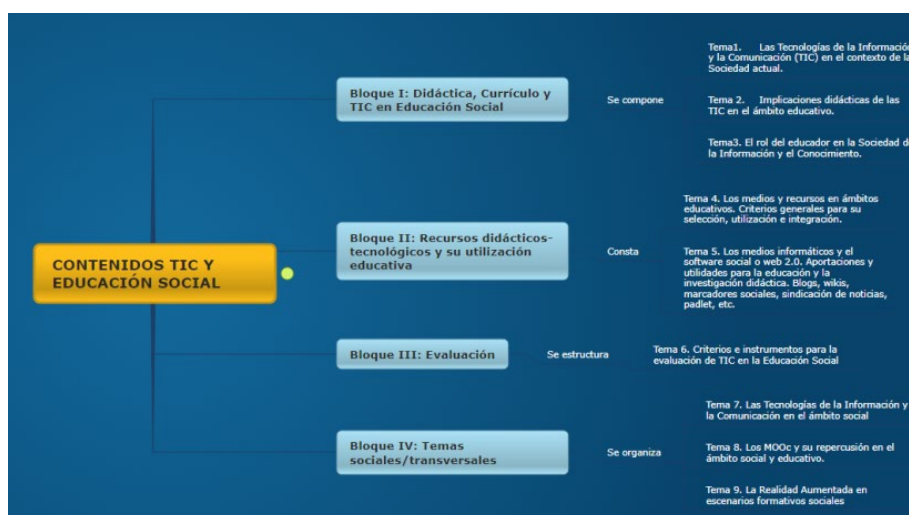 CONTENIDOS TIC Y
EDUCACIÓN SOCIAL
Bloque I: Didáctica, Currículo y
TIC en Educación Social
Se compone
Tema1. Las Tecnologías de la Informació
y la Comunicación (TIC) en el contexto de la
Sociedad actual.
Tema 2. Implicaciones didácticas de las
TIC en el ámbito educativo.
Tema3. El rol del educador en la Sociedad d
la Información y el Conocimiento.
Bloque II: Recursos didácticos-
tecnológicos y su utilización
educativa
Consta
Tema 4. Los medios y recursos en ámbitos
educativos. Criterios generales para su
selección, utilización e integración.
Tema 5. Los medios informáticos y el
software social o web 2.0. Aportaciones y
utilidades para la educación y la
investigación didáctica. Blogs, wikis,
marcadores sociales, sindicación de noticias,
padlet, etc.
Bloque III: Evaluación
Se estructura
Tema 6. Criterios e instrumentos para la
evaluación de TIC en la Educación Social
Bloque IV: Temas
sociales/transversales
Se organiza
Tema 7. Las Tecnologías de la Información y
la Comunicación en el ámbito social
Tema 8. Los MOOc y su repercusión en el
ámbito social y educativo.
Tema 9. La Realidad Aumentada en
escenarios formativos sociales